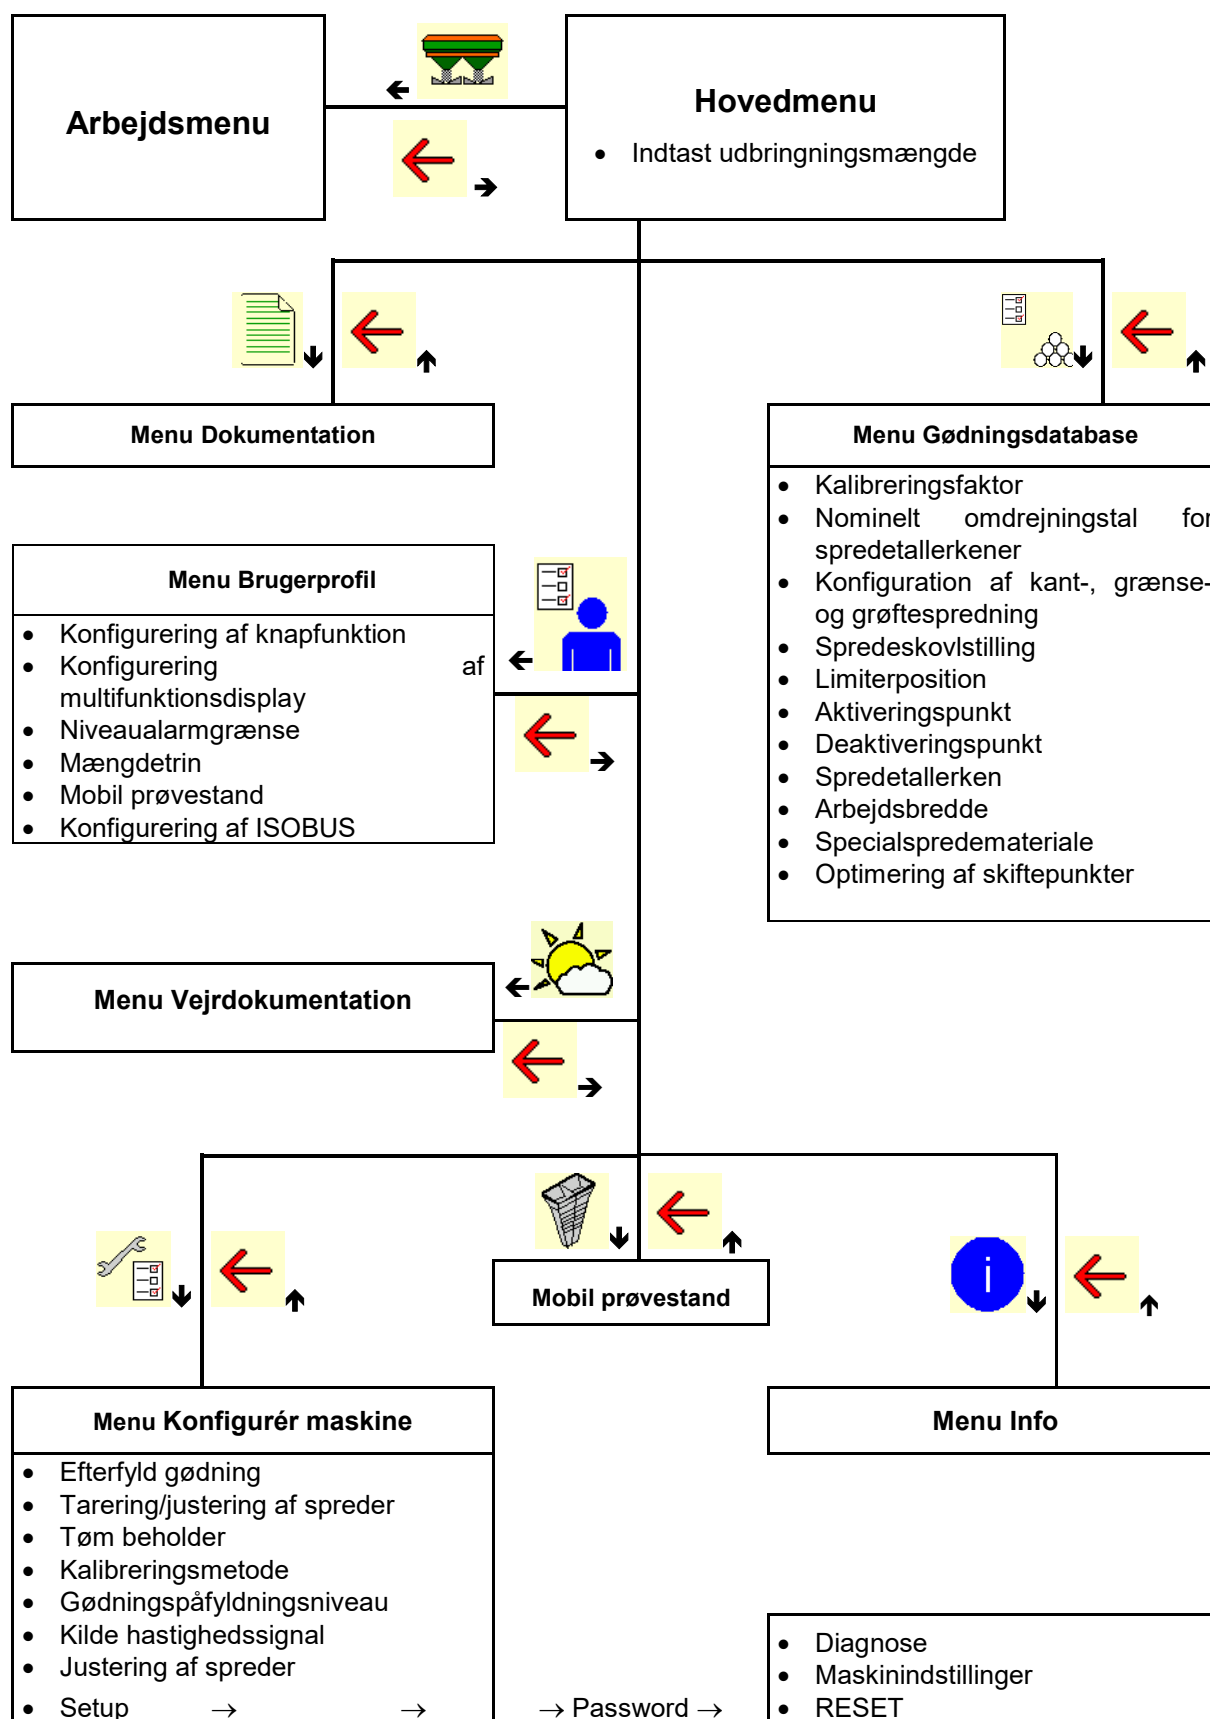 Arbejdsmenu
Hovedmenu
• Indtast udbringningsmængde
Menu Dokumentation
Menu Gødningsdatabase
• Kalibreringsfaktor
• Nominelt omdrejningstal for
spredetallerkener
• Konfiguration af kant-, grænse-
og grøftespredning
• Spredeskovlstilling
• Limiterposition
• Aktiveringspunkt
• Deaktiveringspunkt
• Spredetallerken
• Arbejdsbredde
• Specialspredemateriale
• Optimering af skiftepunkter
Menu Brugerprofil
• Konfigurering af knapfunktion
• Konfigurering af
multifunktionsdisplay
• Niveaualarmgrænse
• Mængdetrin
• Mobil prøvestand
• Konfigurering af ISOBUS
Menu Vejrdokumentation
Mobil prøvestand
i
Menu Konfigurér maskine
• Efterfyld gødning
• Tarering/justering af spreder
• Tøm beholder
• Kalibreringsmetode
• Gødningspåfyldningsniveau
• Kilde hastighedssignal
• Justering af spreder
• Setup → → → Password →
Menu Info
• Diagnose
• Maskinindstillinger
• RESET